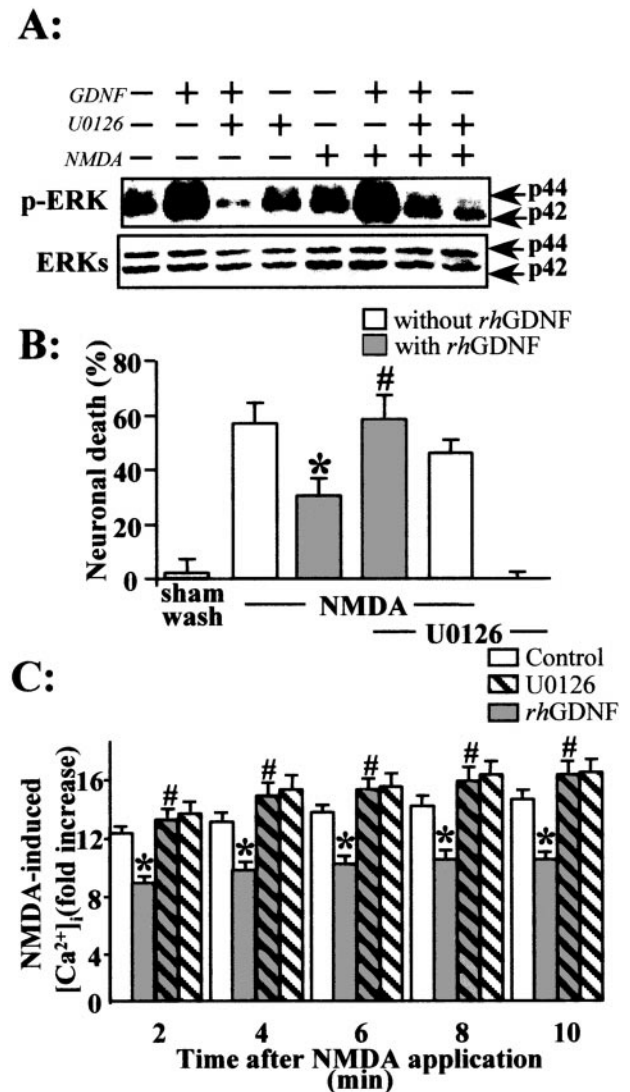 A:
GDNF — + + — — + + —
U0126 — — + + — — + +
NMDA — — — — + + + +
p-ERK p44
p42
ERKs p44
p42
without rhGDNF
with rhGDNF
B:
Neuronal death (%)
80
60
40
20
0
*
#
sham
wash
NMDA
U0126
Control
U0126
rhGDNF
C:
NMDA-induced
[Ca²⁺]ᵢ(fold increase)
16
12
8
4
0
# # # # #
* * * * *
2 4 6 8 10
Time after NMDA application
(min)